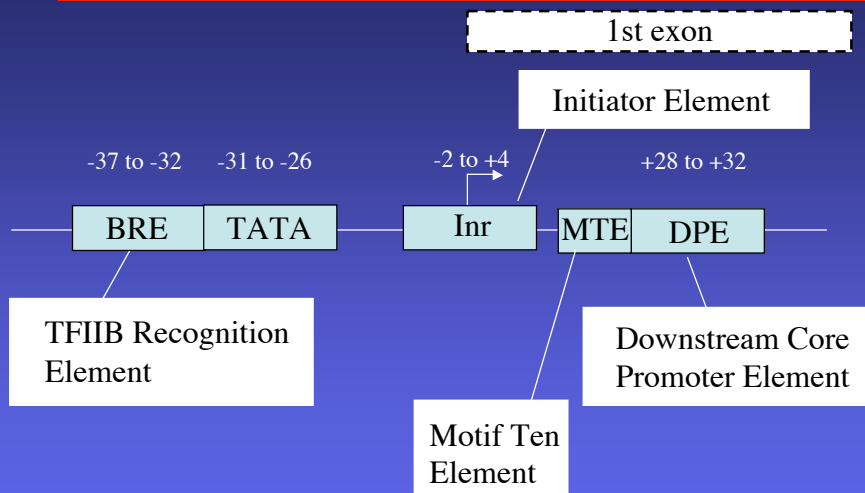 1st exon
Initiator Element
-37 to -32 -31 to -26 -2 to +4 +28 to +32
BRE TATA Inr MTE DPE
TFIIB Recognition
Element
Downstream Core
Promoter Element
Motif Ten
Element